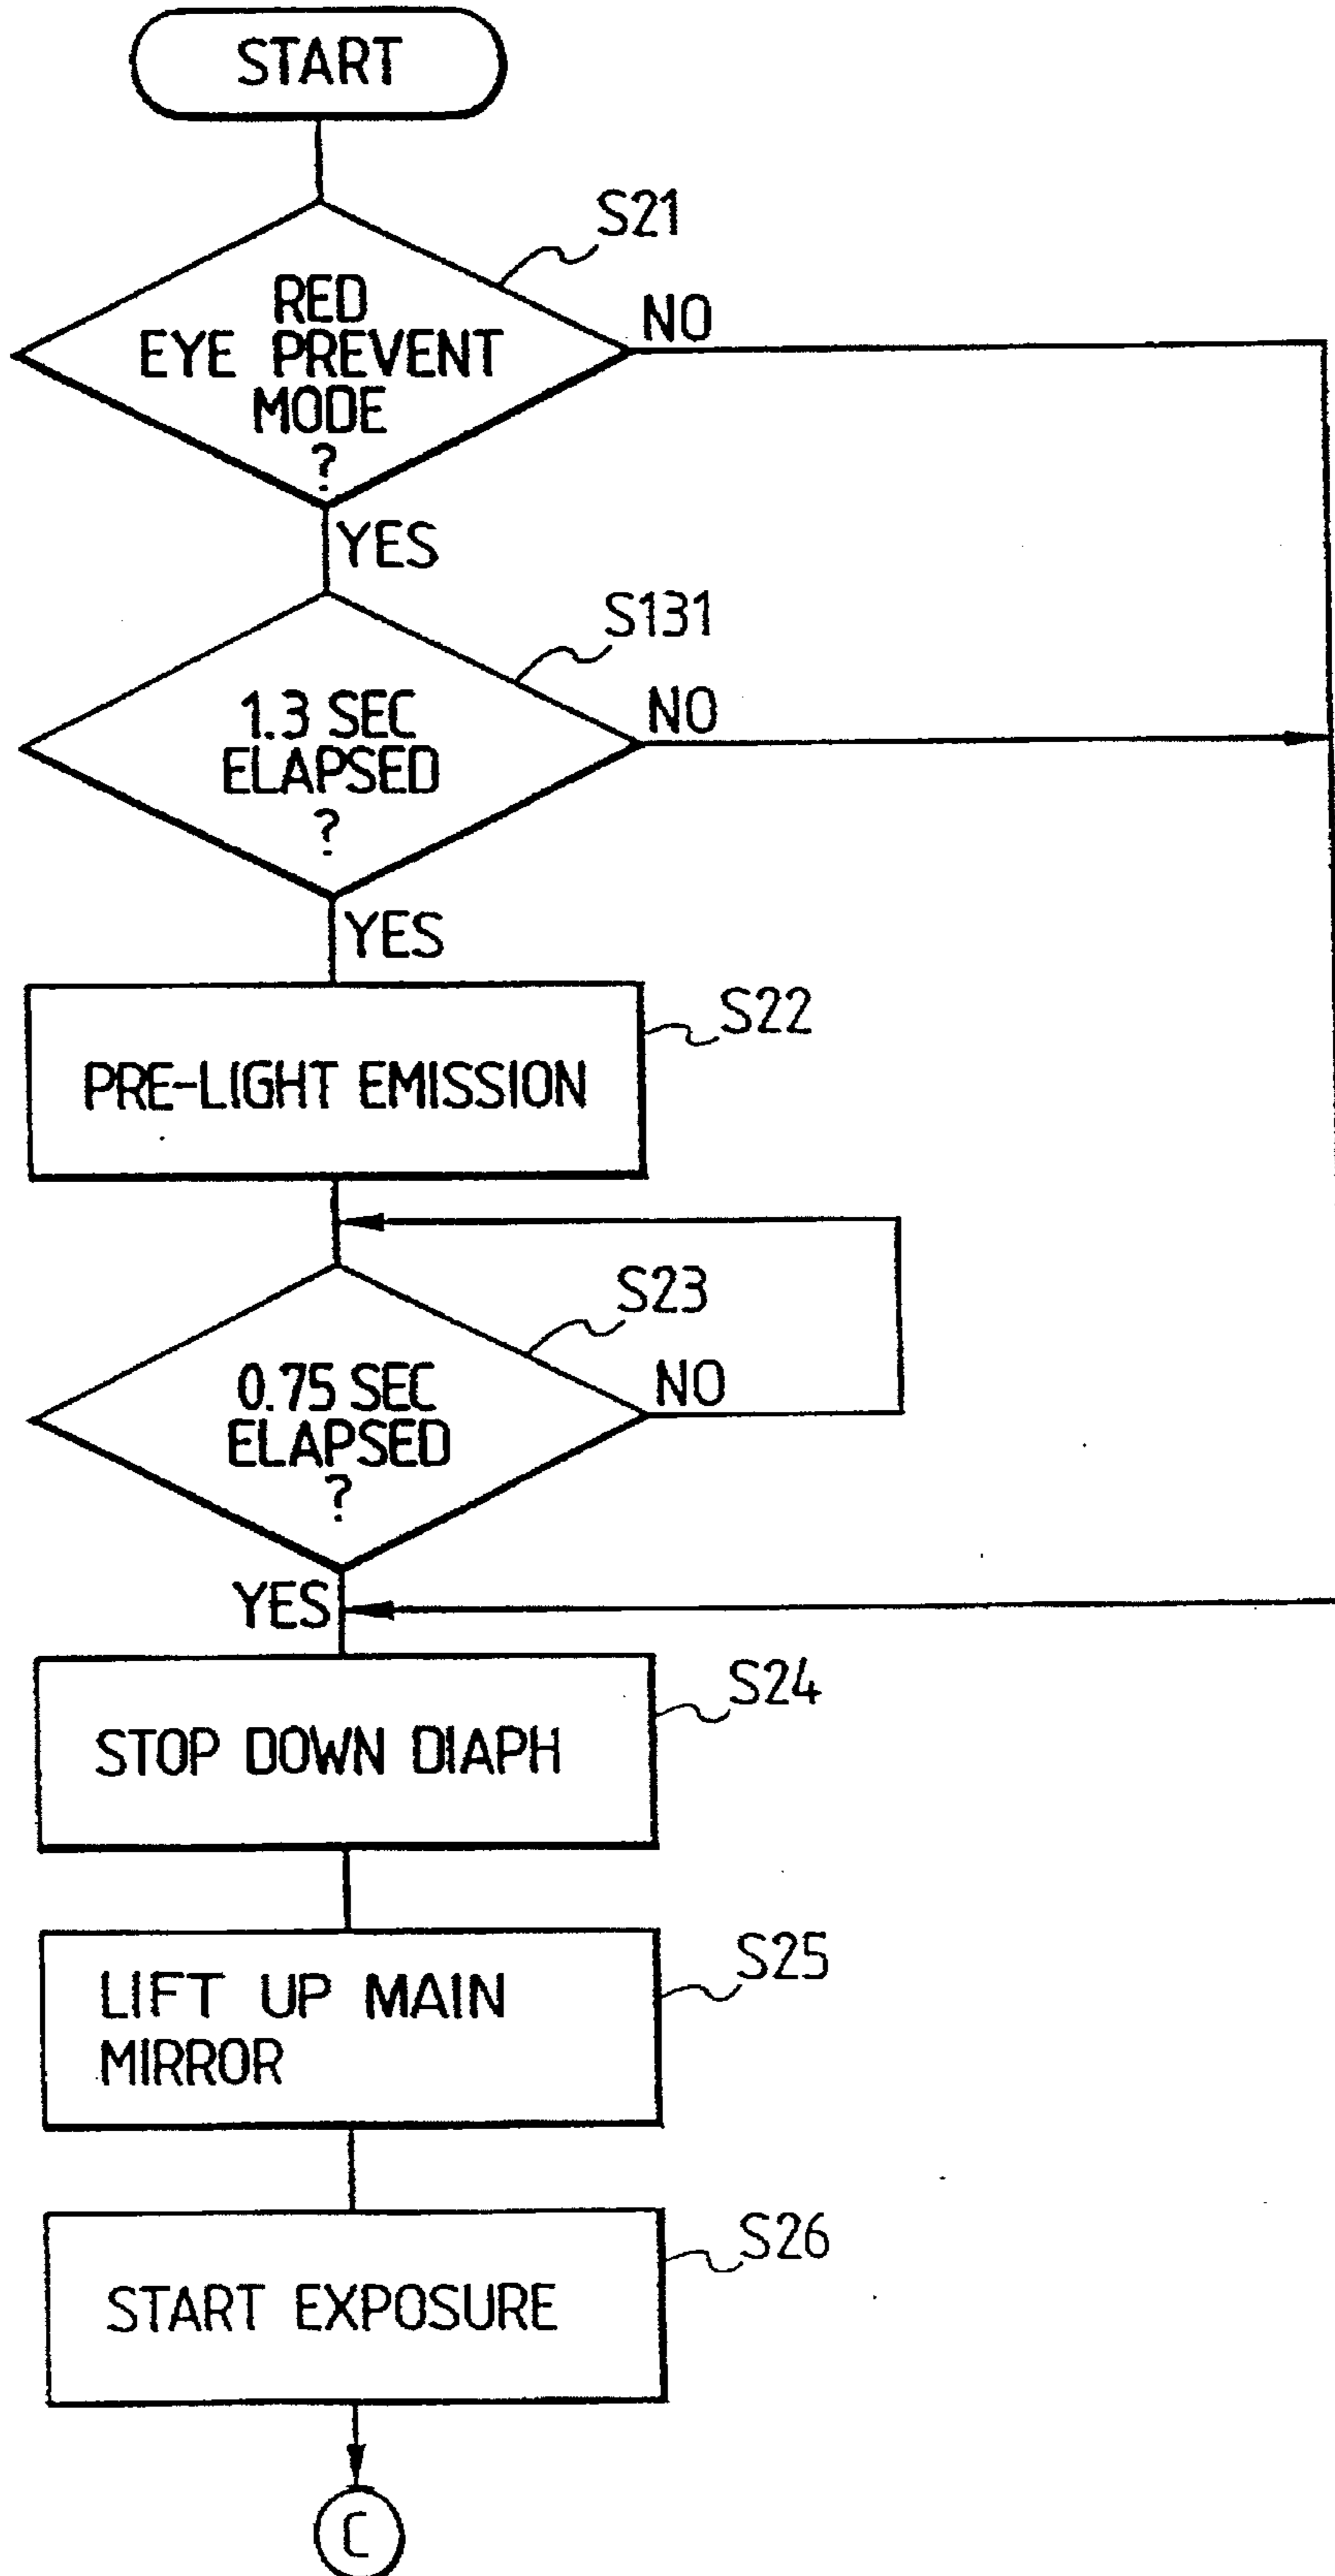 START
S21
RED
EYE PREVENT
MODE
?
NO
YES
S131
1.3 SEC
ELAPSED
?
NO
YES
S22
PRE-LIGHT EMISSION
S23
0.75 SEC
ELAPSED
?
NO
YES
S24
STOP DOWN DIAPH
S25
LIFT UP MAIN
MIRROR
S26
START EXPOSURE
C